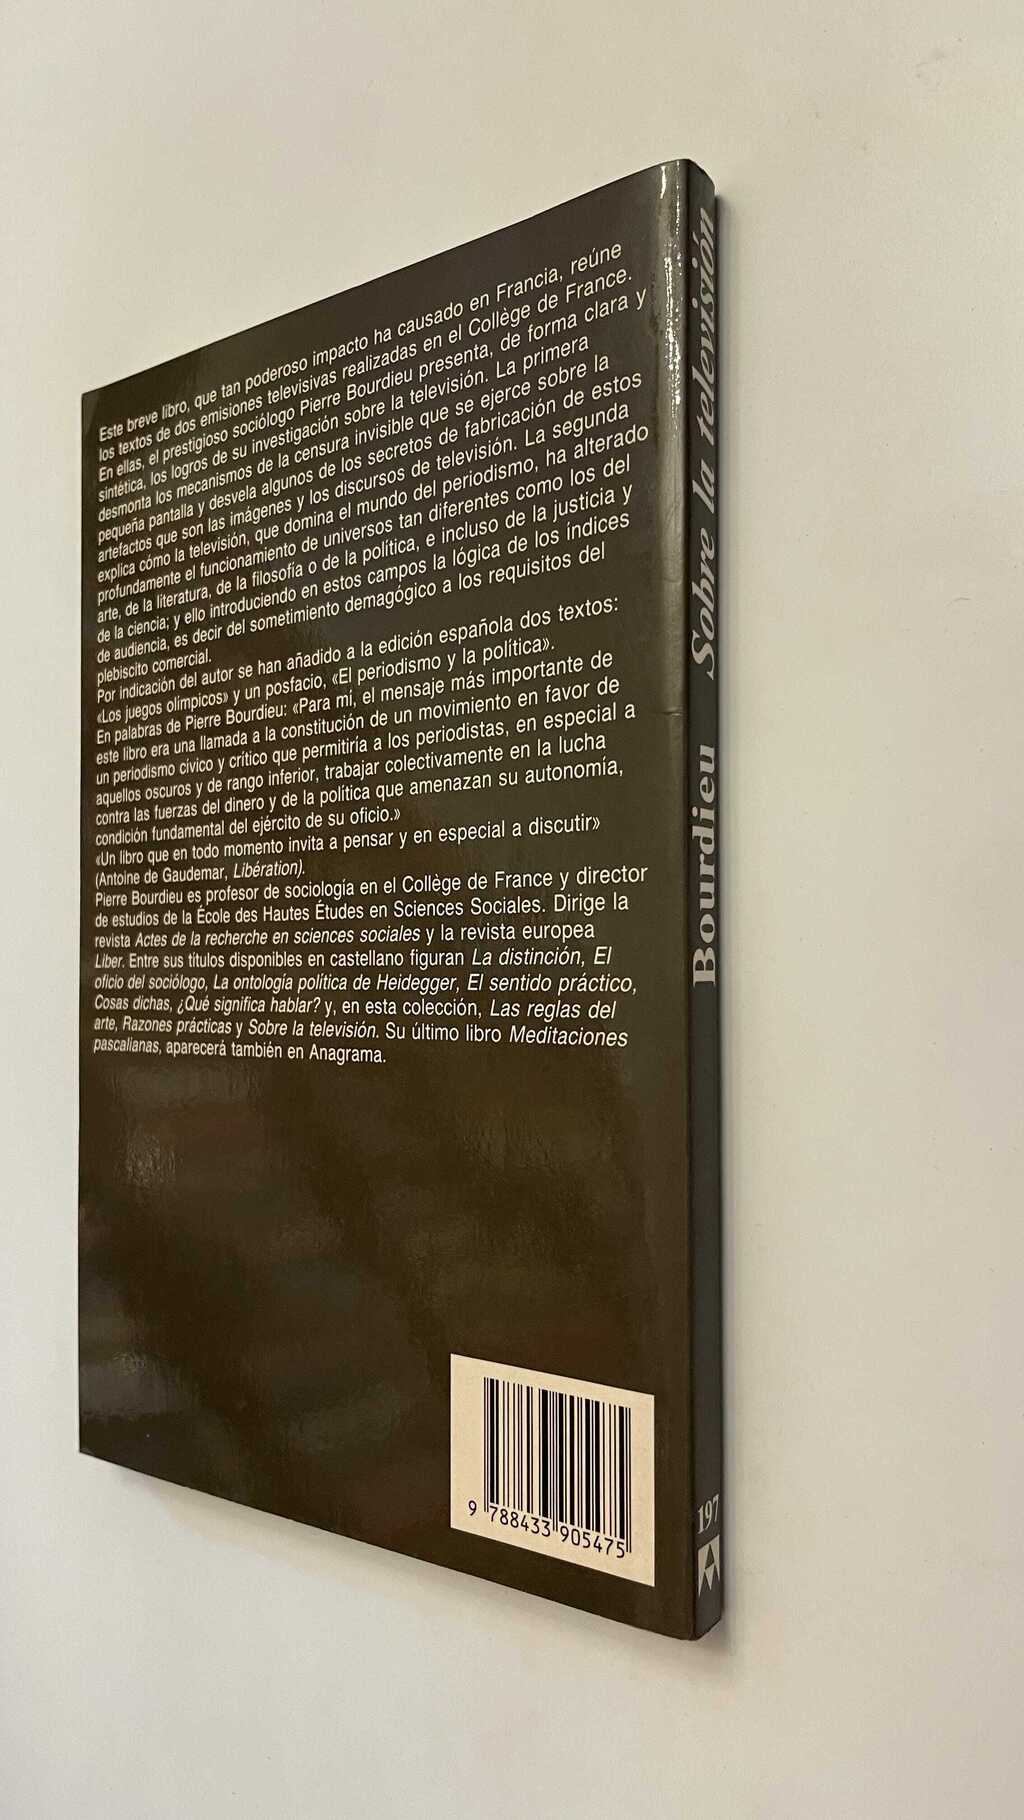 Este breve libro, que tan poderoso impacto ha causado en Francia, reúne
los textos de dos emisiones televisivas realizadas en el Collège de France.
En ellas, el prestigioso sociólogo Pierre Bourdieu presenta, de forma clara y
sintética, los logros de su investigación sobre la televisión. La primera
desmonta los mecanismos de la censura invisible que se ejerce sobre la
pequeña pantalla y desvela algunos de los secretos de fabricación de estos
artefactos que son las imágenes y los discursos de televisión. La segunda
explica cómo la televisión, que domina el mundo del periodismo, ha alterado
profundamente el funcionamiento de universos tan diferentes como los del
arte, de la literatura, de la filosofía o de la política, e incluso de la justicia y
de la ciencia; y ello introduciendo en estos campos la lógica de los índices
de audiencia, es decir del sometimiento demagógico a los requisitos del
plebiscito comercial.
Por indicación del autor se han añadido a la edición española dos textos:
«Los juegos olímpicos» y un posfacio, «El periodismo y la política».
En palabras de Pierre Bourdieu: «Para mi, el mensaje más importante de
este libro era una llamada a la constitución de un movimiento en favor de
un periodismo cívico y crítico que permitiría a los periodistas, en especial a
aquellos oscuros y de rango inferior, trabajar colectivamente en la lucha
contra las fuerzas del dinero y de la política que amenazan su autonomía,
condición fundamental del ejército de su oficio.»
«Un libro que en todo momento invita a pensar y en especial a discutir»
(Antoine de Gaudemar, Libération).
Pierre Bourdieu es profesor de sociología en el Collège de France y director
de estudios de la École des Hautes Études en Sciences Sociales. Dirige la
revista Actes de la recherche en sciences sociales y la revista europea
Liber. Entre sus títulos disponibles en castellano figuran La distinción, El
oficio del sociólogo, La ontología política de Heidegger, El sentido práctico,
Cosas dichas, ¿Qué significa hablar? y, en esta colección, Las reglas del
arte, Razones prácticas y Sobre la televisión. Su último libro Meditaciones
pascalianas, aparecerá también en Anagrama.
9 788433 905475
Bourdieu Sobre la televisión
197